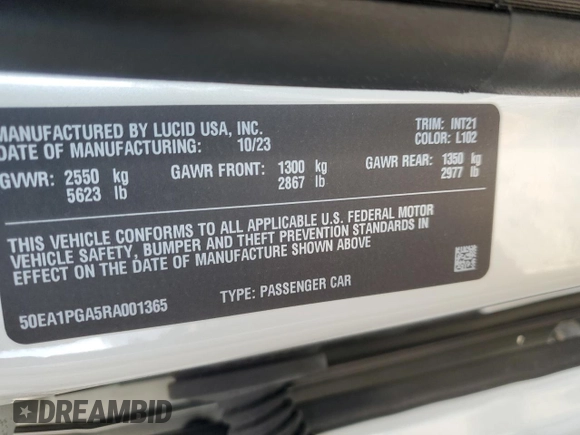 MANUFACTURED BY LUCID USA, INC. TRIM: INT21
DATE OF MANUFACTURING: 10/23 COLOR: L102
GVWR: 2550 kg GAWR FRONT: 1300 kg GAWR REAR: 1350 kg
5623 lb 2867 lb 2977 lb
THIS VEHICLE CONFORMS TO ALL APPLICABLE U.S. FEDERAL MOTOR
VEHICLE SAFETY, BUMPER AND THEFT PREVENTION STANDARDS IN
EFFECT ON THE DATE OF MANUFACTURE SHOWN ABOVE
50EA1PGA5RA001365 TYPE: PASSENGER CAR
DREAMBID